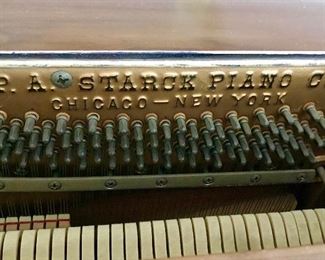 P. A. STARCK PIANO C
CHICAGO — NEW YORK